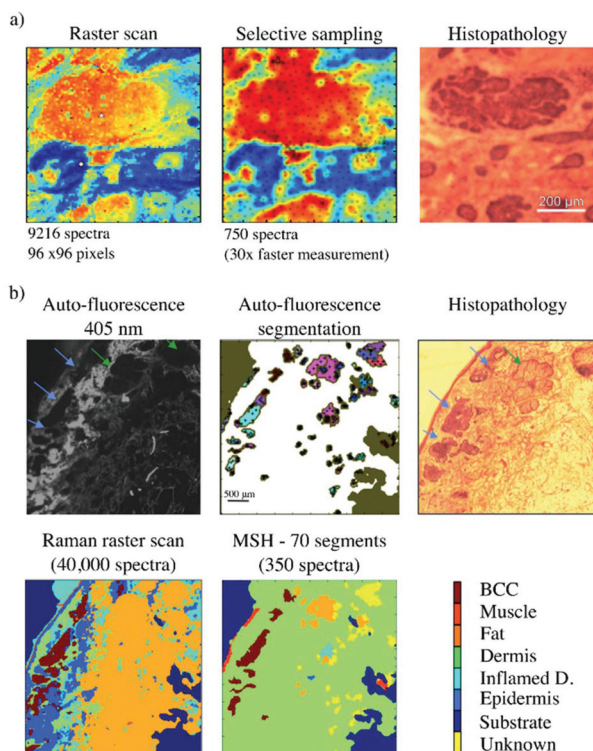 a)
Raster scan
Selective sampling
Histopathology
9216 spectra
96 x96 pixels
750 spectra
(30x faster measurement)
200 µm
b)
Auto-fluorescence
405 nm
Auto-fluorescence
segmentation
Histopathology
500 µm
Raman raster scan
(40,000 spectra)
MSH - 70 segments
(350 spectra)
BCC
Muscle
Fat
Dermis
Inflamed D.
Epidermis
Substrate
Unknown